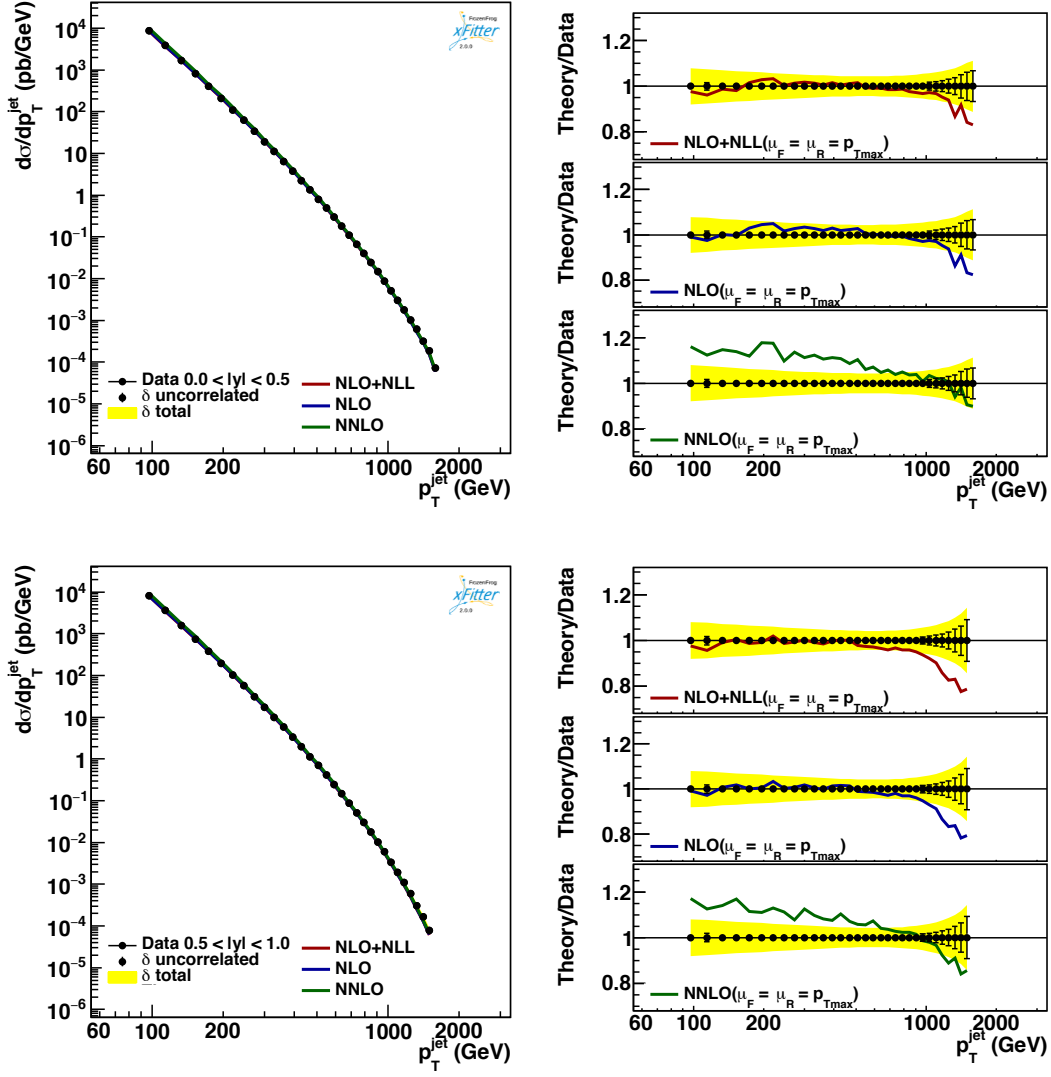 dσ/dp_T^jet (pb/GeV)
10^4
10^3
10^2
10
1
10^−1
10^−2
10^−3
10^−4
10^−5
10^−6
FrozenFrog
xFitter
2.0.0
Data 0.0 < |y| < 0.5
δ uncorrelated
δ total
NLO+NLL
NLO
NNLO
60 100 200 1000 2000
p_T^jet (GeV)
Theory/Data
1.2
1
0.8
NLO+NLL(μ_F = μ_R = p_Tmax)
Theory/Data
1.2
1
0.8
NLO(μ_F = μ_R = p_Tmax)
Theory/Data
1.2
1
0.8
NNLO(μ_F = μ_R = p_Tmax)
60 100 200 1000 2000
p_T^jet (GeV)
dσ/dp_T^jet (pb/GeV)
10^4
10^3
10^2
10
1
10^−1
10^−2
10^−3
10^−4
10^−5
10^−6
FrozenFrog
xFitter
2.0.0
Data 0.5 < |y| < 1.0
δ uncorrelated
δ total
NLO+NLL
NLO
NNLO
60 100 200 1000 2000
p_T^jet (GeV)
Theory/Data
1.2
1
0.8
NLO+NLL(μ_F = μ_R = p_Tmax)
Theory/Data
1.2
1
0.8
NLO(μ_F = μ_R = p_Tmax)
Theory/Data
1.2
1
0.8
NNLO(μ_F = μ_R = p_Tmax)
60 100 200 1000 2000
p_T^jet (GeV)